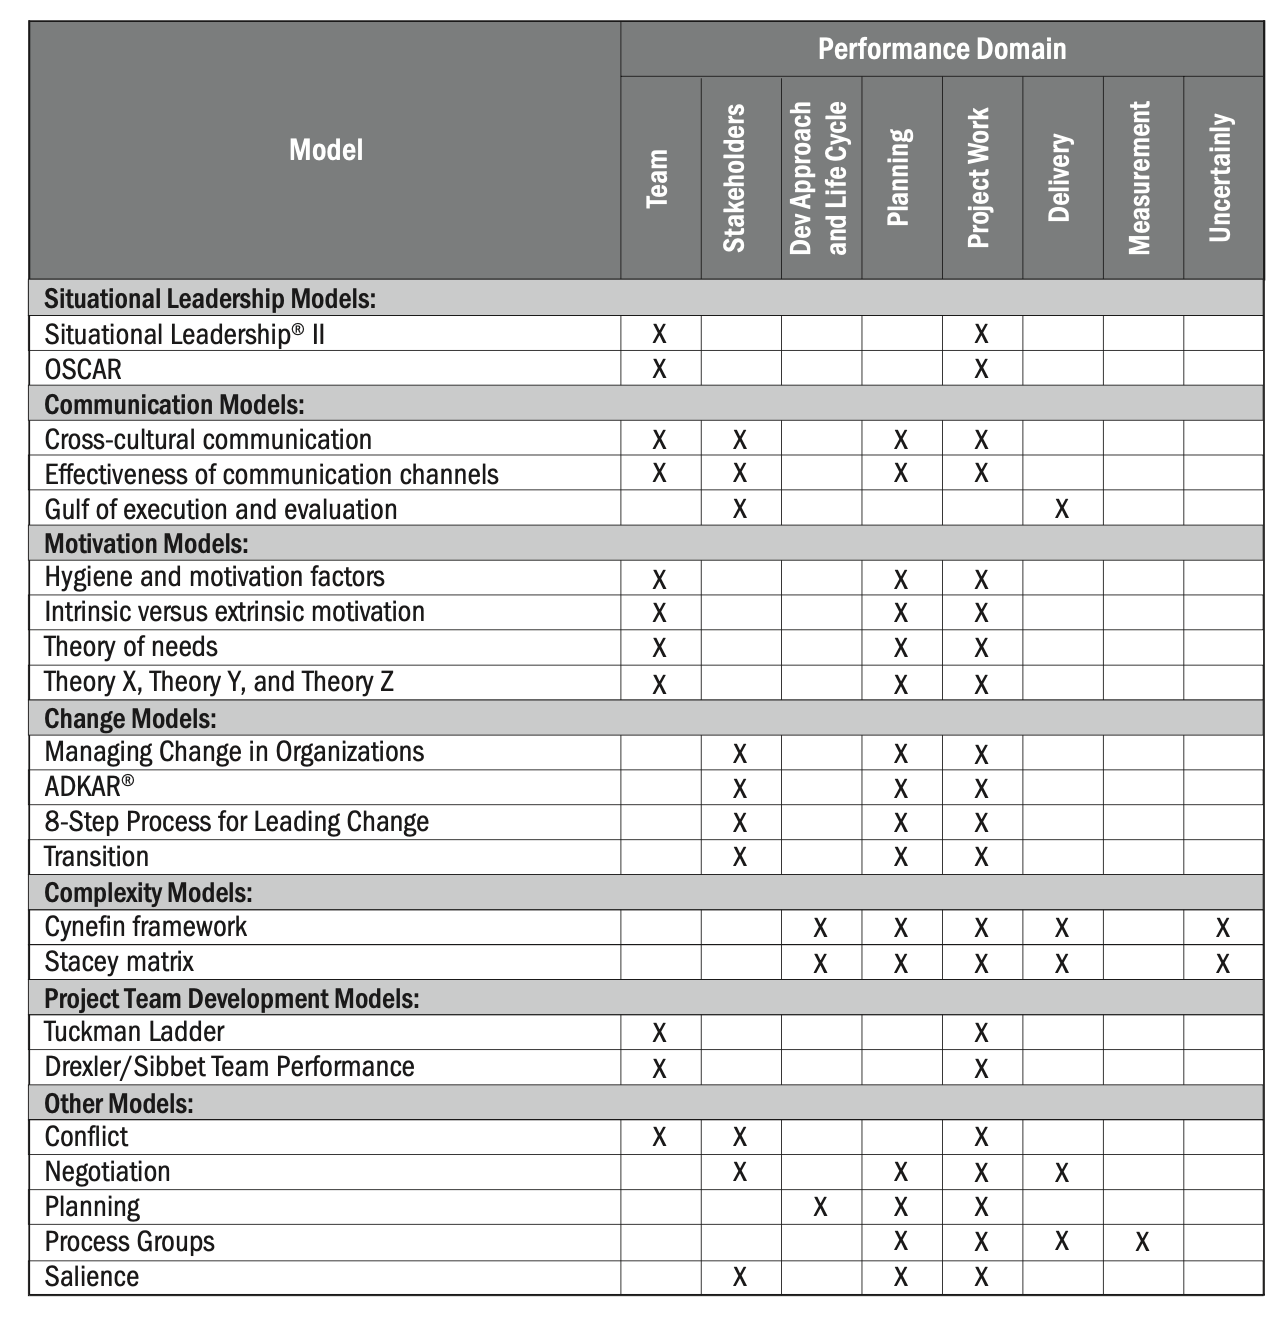 Performance Domain
Model
Team
Stakeholders
Dev Approach
and Life Cycle
Planning
Project Work
Delivery
Measurement
Uncertainly
Situational Leadership Models:
Situational Leadership® II X X
OSCAR X X
Communication Models:
Cross-cultural communication X X X X
Effectiveness of communication channels X X X X
Gulf of execution and evaluation X X
Motivation Models:
Hygiene and motivation factors X X X
Intrinsic versus extrinsic motivation X X X
Theory of needs X X X
Theory X, Theory Y, and Theory Z X X X
Change Models:
Managing Change in Organizations X X X
ADKAR® X X X
8-Step Process for Leading Change X X X
Transition X X X
Complexity Models:
Cynefin framework X X X X X
Stacey matrix X X X X X
Project Team Development Models:
Tuckman Ladder X X
Drexler/Sibbet Team Performance X X
Other Models:
Conflict X X X
Negotiation X X X X
Planning X X X
Process Groups X X X X
Salience X X X